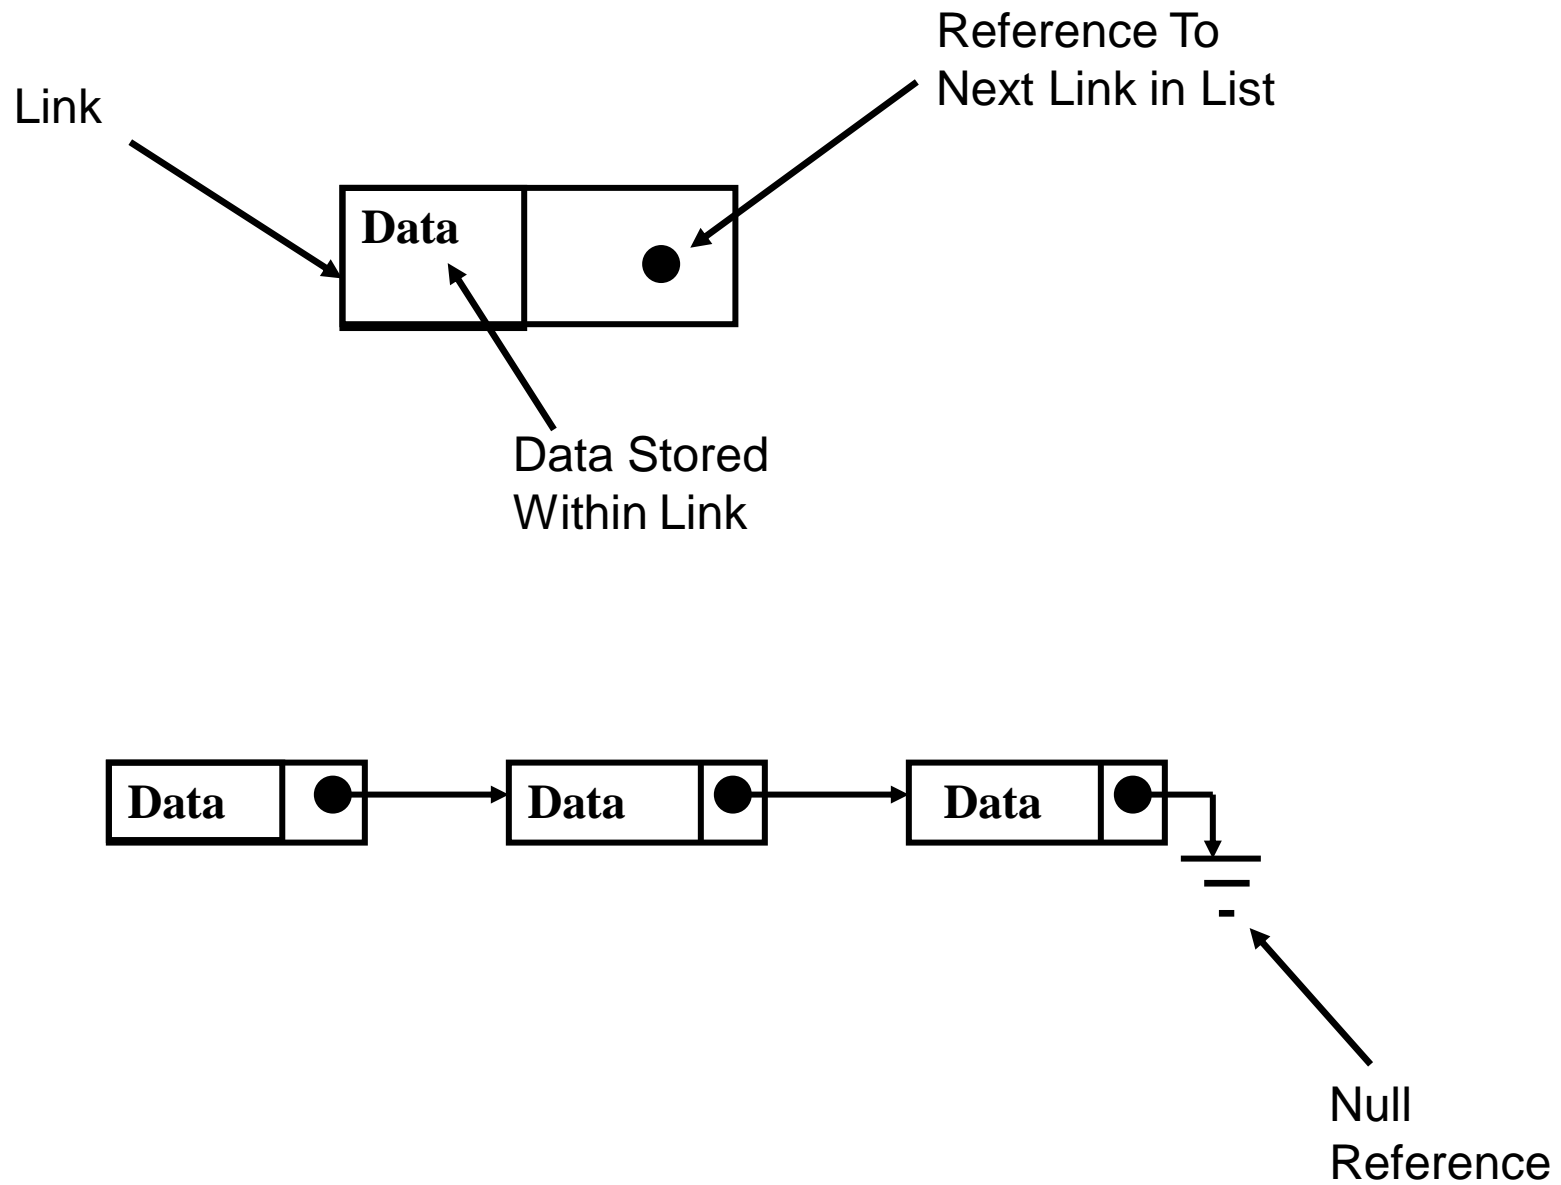 Reference To
Next Link in List
Link
Data
Data Stored
Within Link
Data
Data
Data
Null
Reference